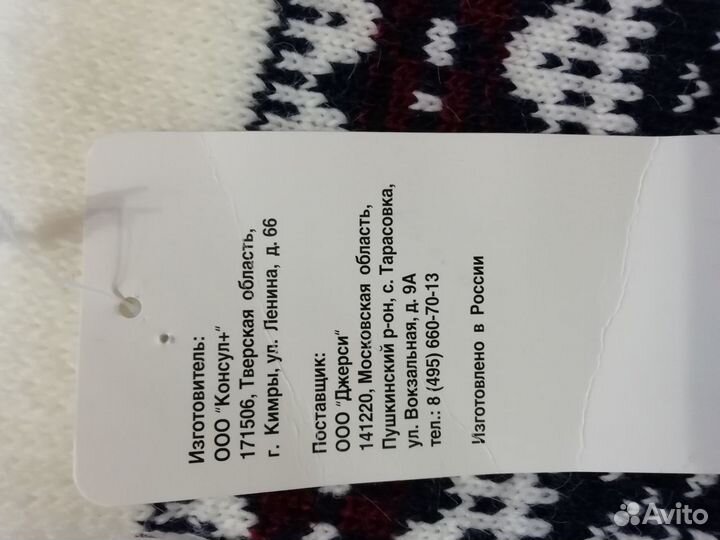 Изготовитель:
ООО "Консул+"
171506, Тверская область,
г. Кимры, ул. Ленина, д. 66
Поставщик:
ООО "Джерси"
141220, Московская область,
Пушкинский р-он, с. Тарасовка,
ул. Вокзальная, д. 9А
тел.: 8 (495) 660-70-13
Изготовлено в России
Avito